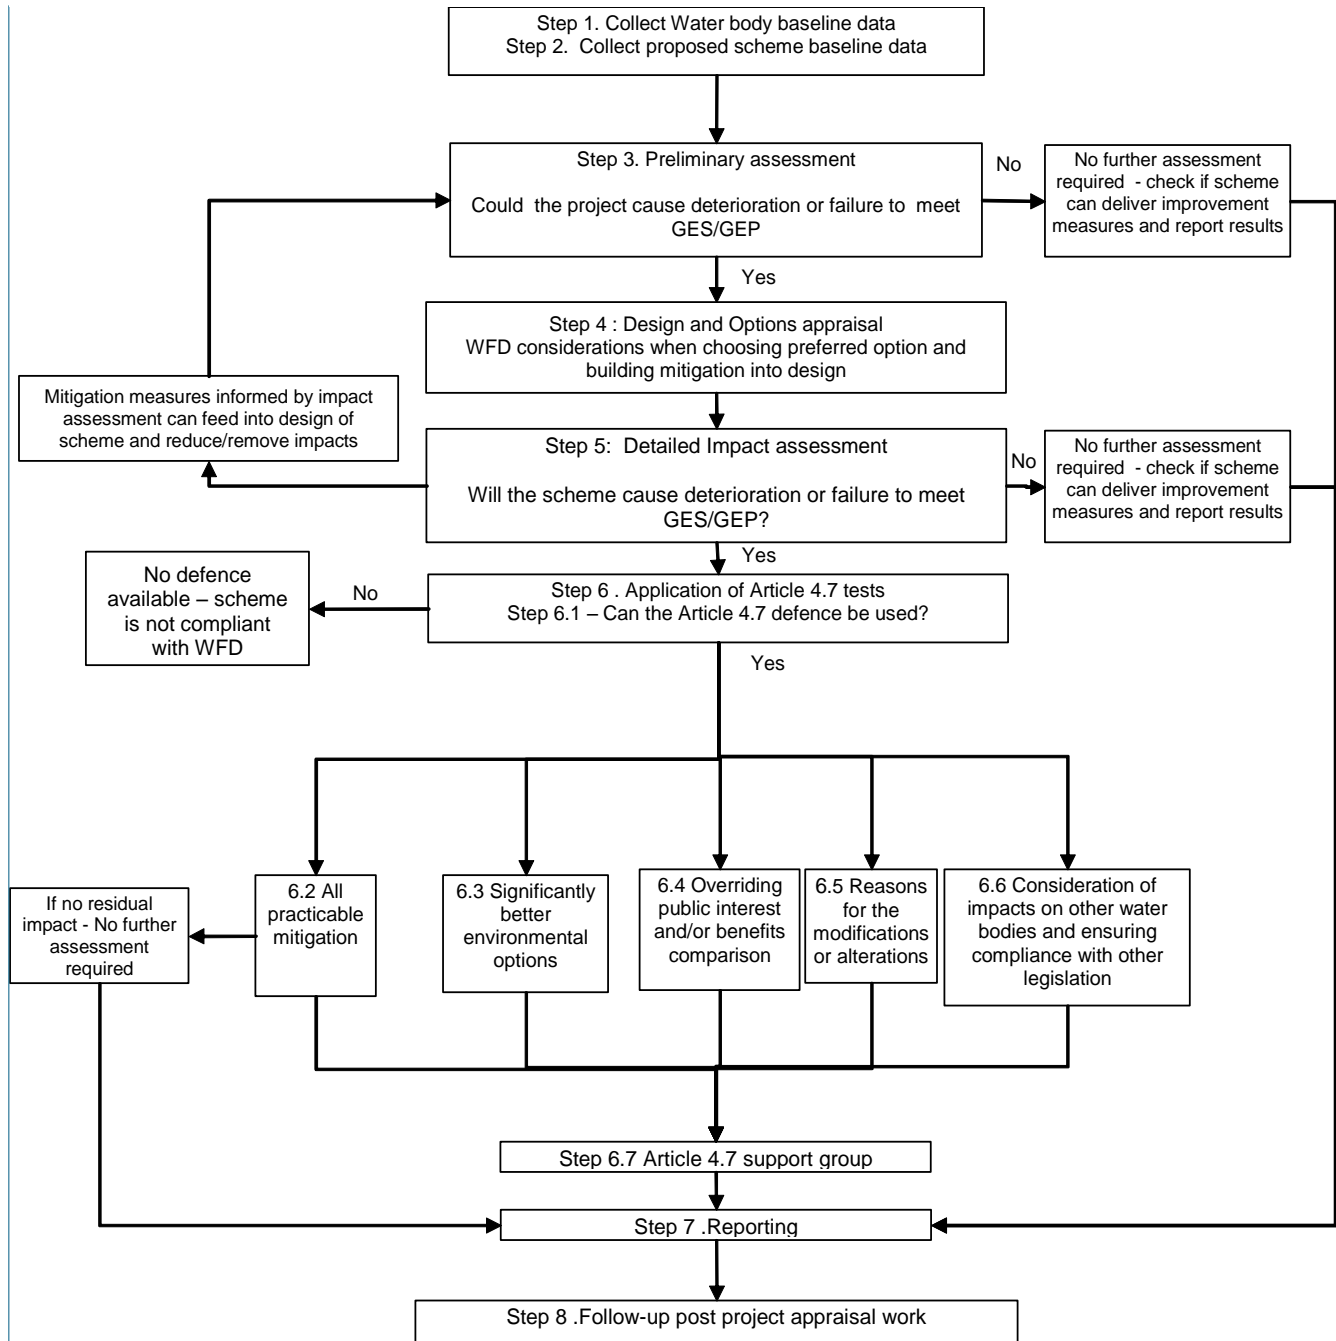 Step 1. Collect Water body baseline data
Step 2. Collect proposed scheme baseline data
Step 3. Preliminary assessment
Could the project cause deterioration or failure to meet
GES/GEP
No
No further assessment
required - check if scheme
can deliver improvement
measures and report results
Yes
Step 4 : Design and Options appraisal
WFD considerations when choosing preferred option and
building mitigation into design
Mitigation measures informed by impact
assessment can feed into design of
scheme and reduce/remove impacts
Step 5: Detailed Impact assessment
Will the scheme cause deterioration or failure to meet
GES/GEP?
No
No further assessment
required - check if scheme
can deliver improvement
measures and report results
Yes
Step 6 . Application of Article 4.7 tests
Step 6.1 – Can the Article 4.7 defence be used?
No
No defence
available – scheme
is not compliant
with WFD
Yes
If no residual
impact - No further
assessment
required
6.2 All
practicable
mitigation
6.3 Significantly
better
environmental
options
6.4 Overriding
public interest
and/or benefits
comparison
6.5 Reasons
for the
modifications
or alterations
6.6 Consideration of
impacts on other water
bodies and ensuring
compliance with other
legislation
Step 6.7 Article 4.7 support group
Step 7 .Reporting
Step 8 .Follow-up post project appraisal work